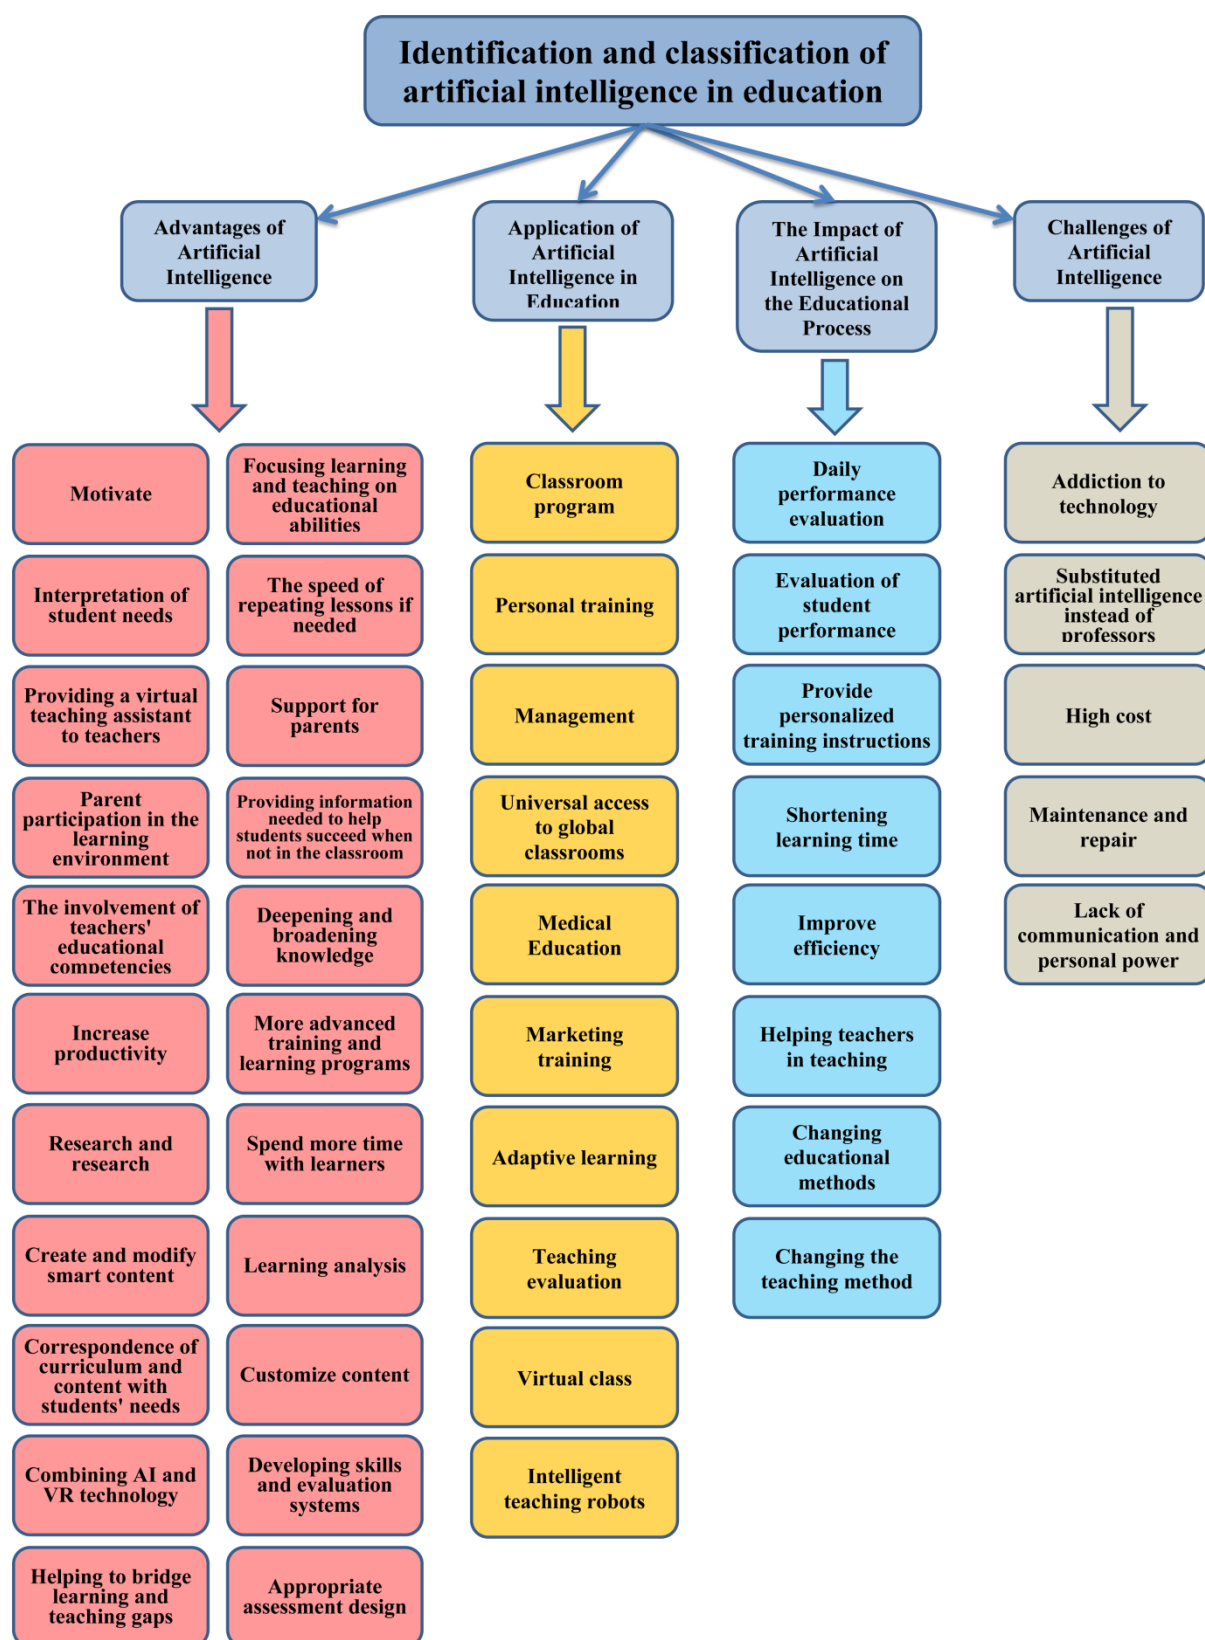 Identification and classification of
artificial intelligence in education
Advantages of
Artificial
Intelligence
Application of
Artificial
Intelligence in
Education
The Impact of
Artificial
Intelligence on
the Educational
Process
Challenges of
Artificial
Intelligence
Motivate
Interpretation of
student needs
Providing a virtual
teaching assistant
to teachers
Parent
participation in the
learning
environment
The involvement of
teachers'
educational
competencies
Increase
productivity
Research and
research
Create and modify
smart content
Correspondence of
curriculum and
content with
students' needs
Combining AI and
VR technology
Helping to bridge
learning and
teaching gaps
Focusing learning
and teaching on
educational
abilities
The speed of
repeating lessons if
needed
Support for
parents
Providing information
needed to help
students succeed when
not in the classroom
Deepening and
broadening
knowledge
More advanced
training and
learning programs
Spend more time
with learners
Learning analysis
Customize content
Developing skills
and evaluation
systems
Appropriate
assessment design
Classroom
program
Personal training
Management
Universal access
to global
classrooms
Medical
Education
Marketing
training
Adaptive learning
Teaching
evaluation
Virtual class
Intelligent
teaching robots
Daily
performance
evaluation
Evaluation of
student
performance
Provide
personalized
training instructions
Shortening
learning time
Improve
efficiency
Helping teachers
in teaching
Changing
educational
methods
Changing the
teaching method
Addiction to
technology
Substituted
artificial intelligence
instead of
professors
High cost
Maintenance and
repair
Lack of
communication and
personal power